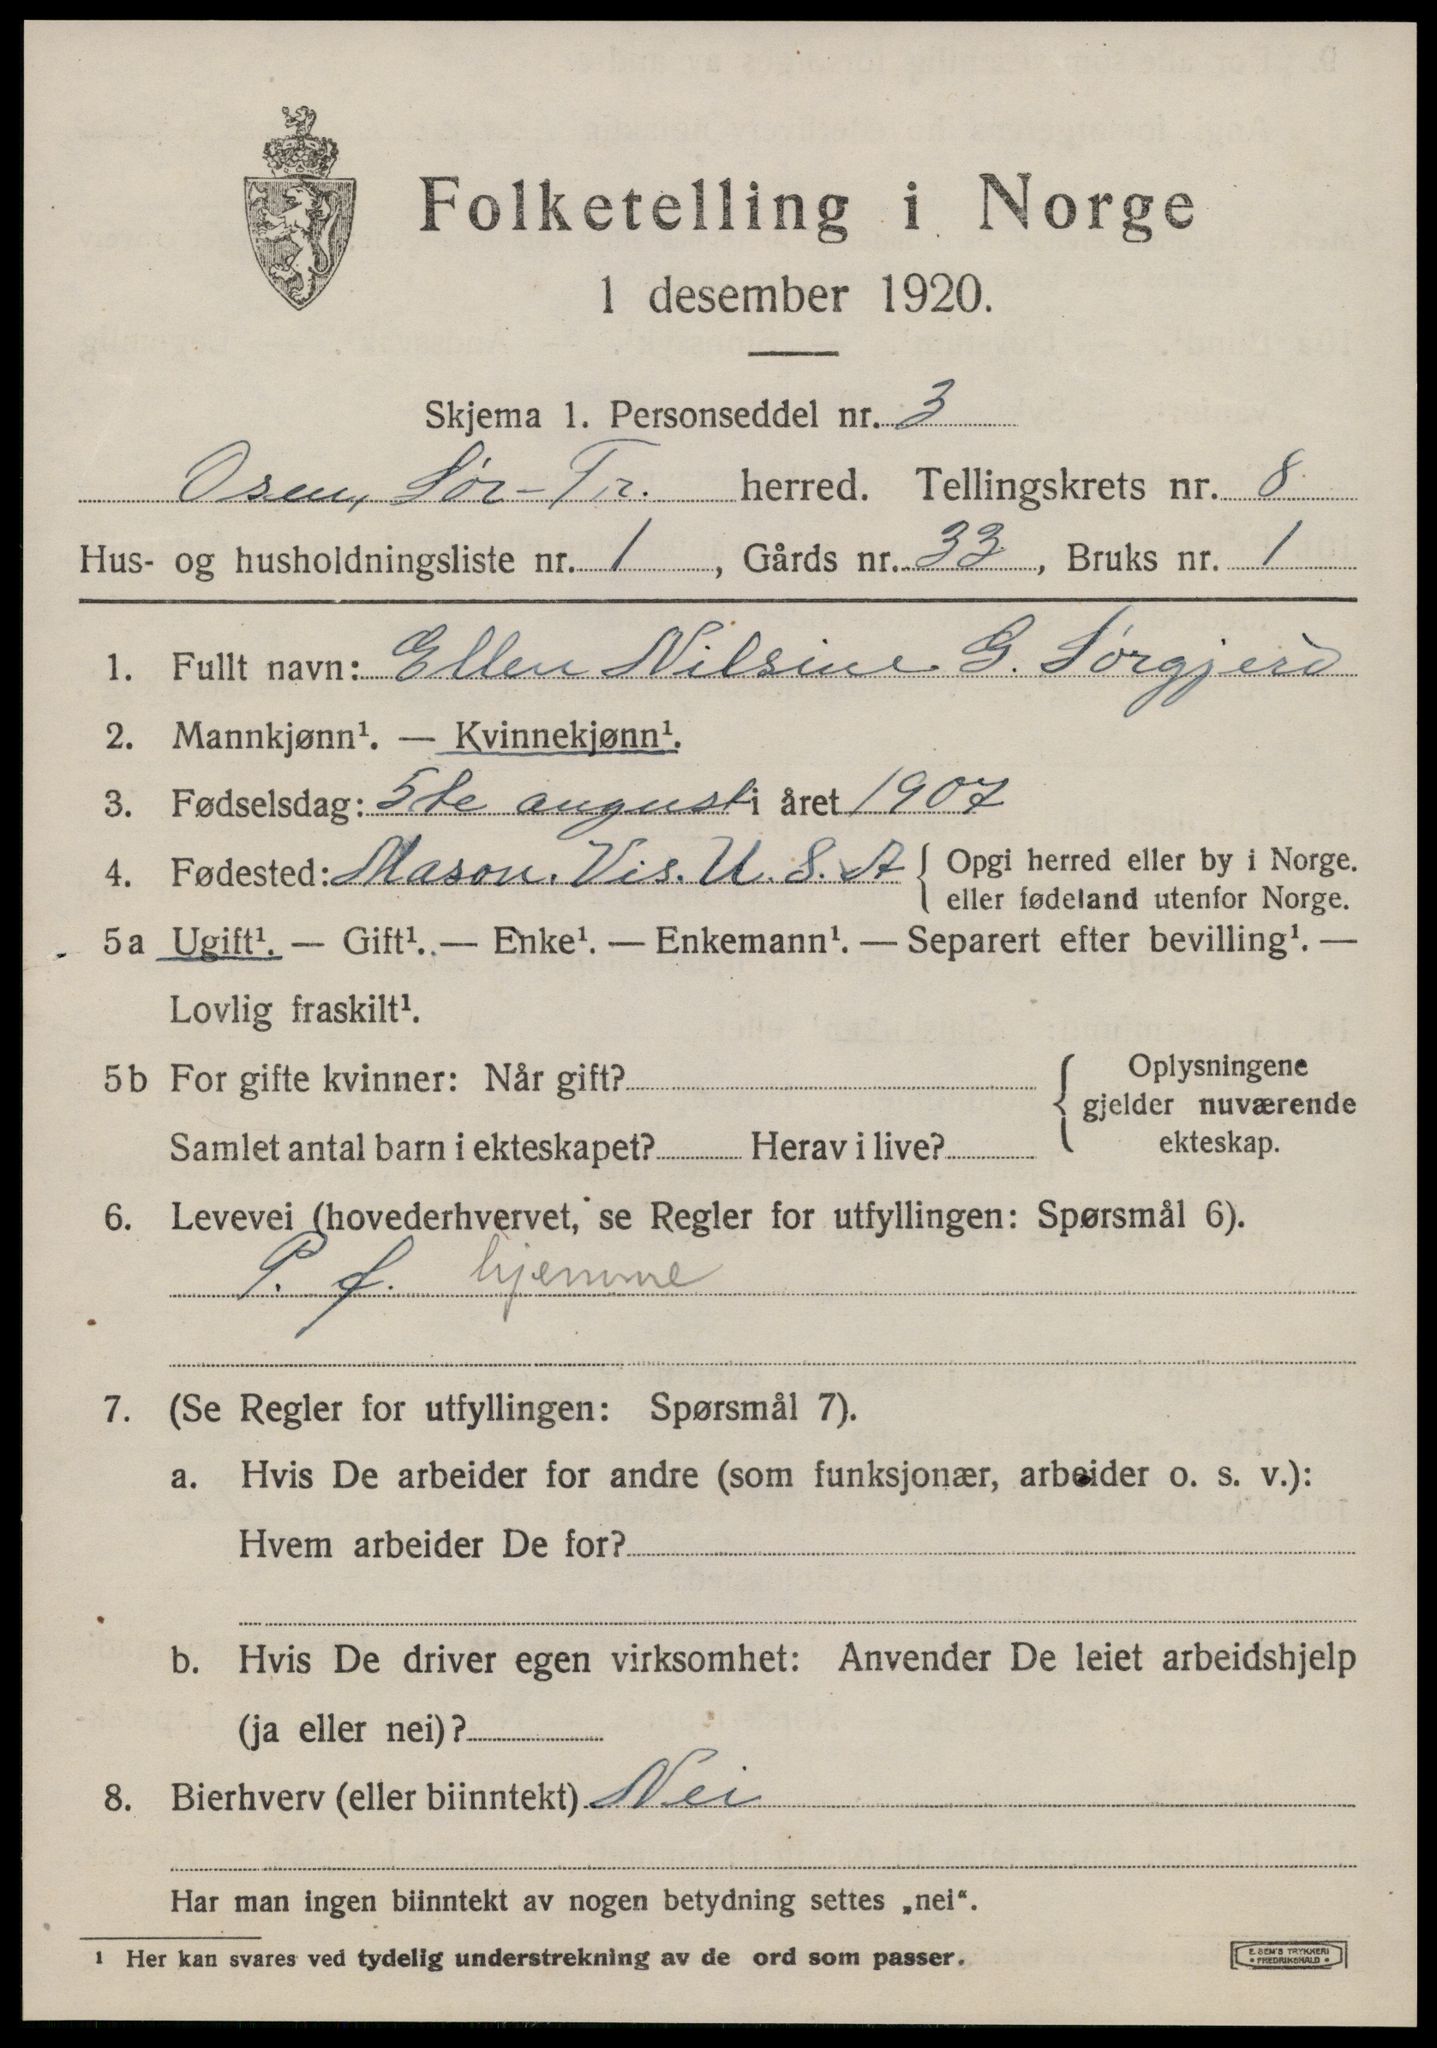 Folketelling i Norge
1 desember 1920.
Skjema 1. Personseddel nr. 3
Osen, Sør-Tr. herred. Tellingskrets nr. 8
Hus- og husholdningsliste nr. 1, Gårds nr. 33, Bruks nr. 1
1. Fullt navn: Ellen Nilsine G. Sørgjerd
2. Mannkjønn¹. — Kvinnekjønn¹.
3. Fødselsdag: 5te august i året 1907
4. Fødested: Mason. Vis. U. S. A { Opgi herred eller by i Norge.
eller fødeland utenfor Norge.
5a Ugift¹. — Gift¹. — Enke¹. — Enkemann¹. — Separert efter bevilling¹. —
Lovlig fraskilt¹.
5b For gifte kvinner: Når gift? { Oplysningene
gjelder nuværende
Samlet antal barn i ekteskapet? Herav i live? ekteskap.
6. Levevei (hovederhvervet, se Regler for utfyllingen: Spørsmål 6).
P. f. hjemme
7. (Se Regler for utfyllingen: Spørsmål 7).
a. Hvis De arbeider for andre (som funksjonær, arbeider o. s. v.):
Hvem arbeider De for?
b. Hvis De driver egen virksomhet: Anvender De leiet arbeidshjelp
(ja eller nei)?
8. Bierhverv (eller biinntekt) Nei
Har man ingen biinntekt av nogen betydning settes „nei“.
¹ Her kan svares ved tydelig understrekning av de ord som passer.
E. SEM'S TRYKKERI
• FREDRIKSHALD •